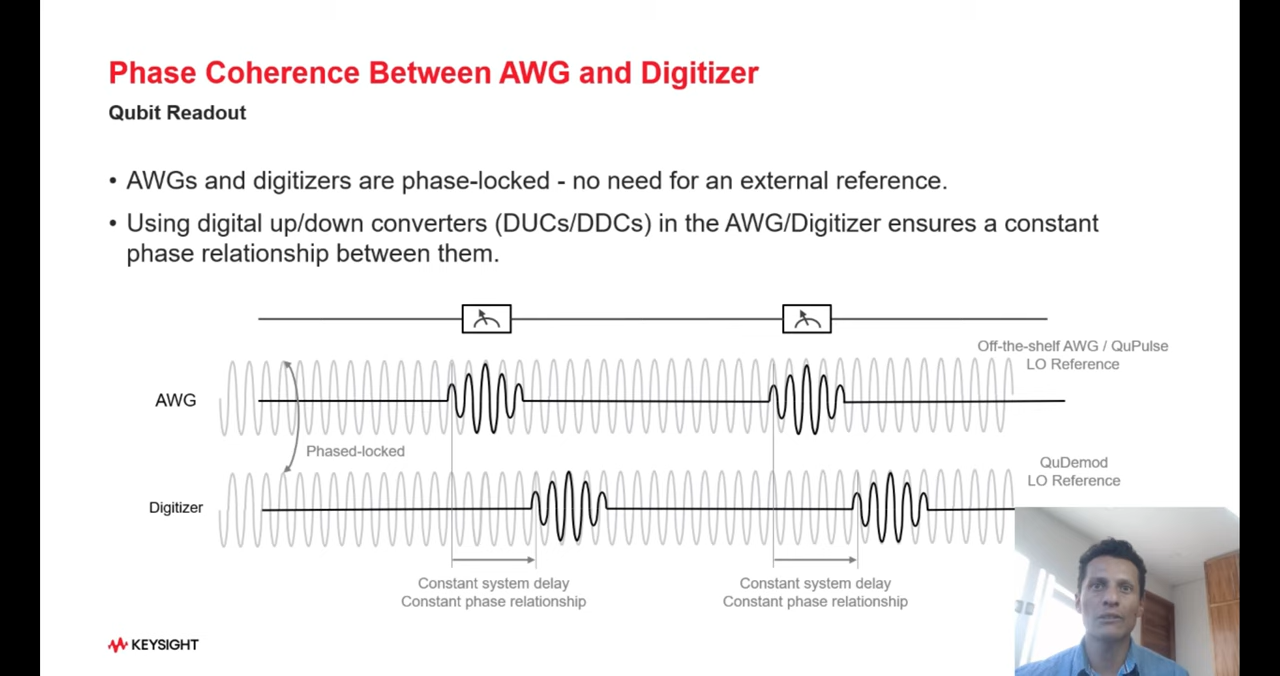 Phase Coherence Between AWG and Digitizer
Qubit Readout
• AWGs and digitizers are phase-locked - no need for an external reference.
• Using digital up/down converters (DUCs/DDCs) in the AWG/Digitizer ensures a constant
phase relationship between them.
Off-the-shelf AWG / QuPulse
LO Reference
AWG
Phased-locked
QuDemod
LO Reference
Digitizer
Constant system delay
Constant phase relationship
Constant system delay
Constant phase relationship
KEYSIGHT